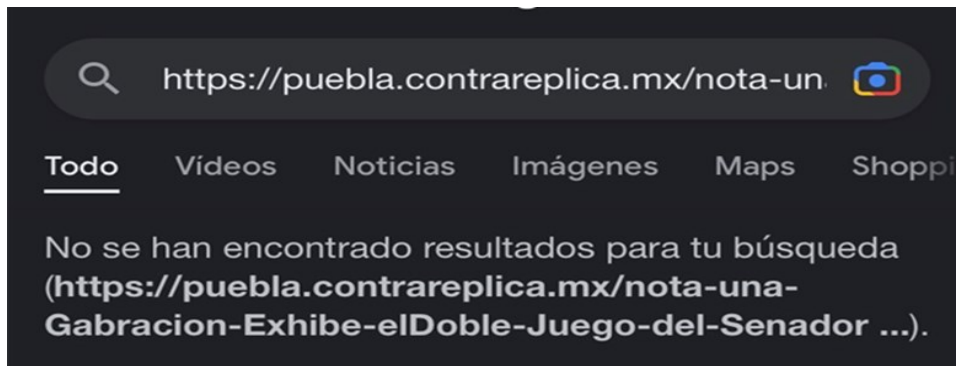 https://puebla.contrareplica.mx/nota-un
Todo Vídeos Noticias Imágenes Maps Shoppi
No se han encontrado resultados para tu búsqueda
(https://puebla.contrareplica.mx/nota-una-
Gabracion-Exhibe-elDoble-Juego-del-Senador ...).